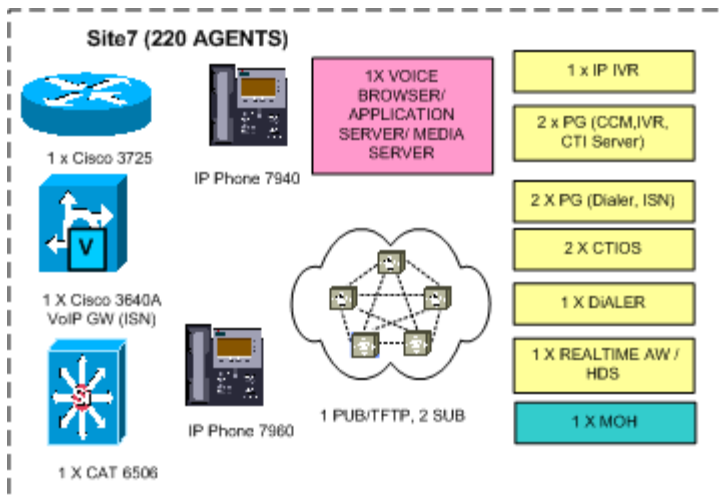 Site7 (220 AGENTS)
1 x Cisco 3725
IP Phone 7940
1X VOICE
BROWSER/
APPLICATION
SERVER/ MEDIA
SERVER
1 x IP IVR
2 x PG (CCM,IVR,
CTI Server)
2 X PG (Dialer, ISN)
2 X CTIOS
1 X DiALER
1 X REALTIME AW /
HDS
1 X MOH
V
1 X Cisco 3640A
VoIP GW (ISN)
Si
1 X CAT 6506
IP Phone 7960
1 PUB/TFTP, 2 SUB